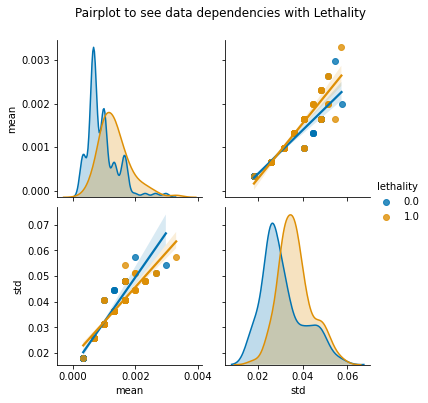 Pairplot to see data dependencies with Lethality
0.003
0.002
0.001
0.000
mean
lethality
0.0
1.0
0.07
0.06
0.05
0.04
0.03
0.02
std
0.000 0.002 0.004
mean
0.02 0.04 0.06
std